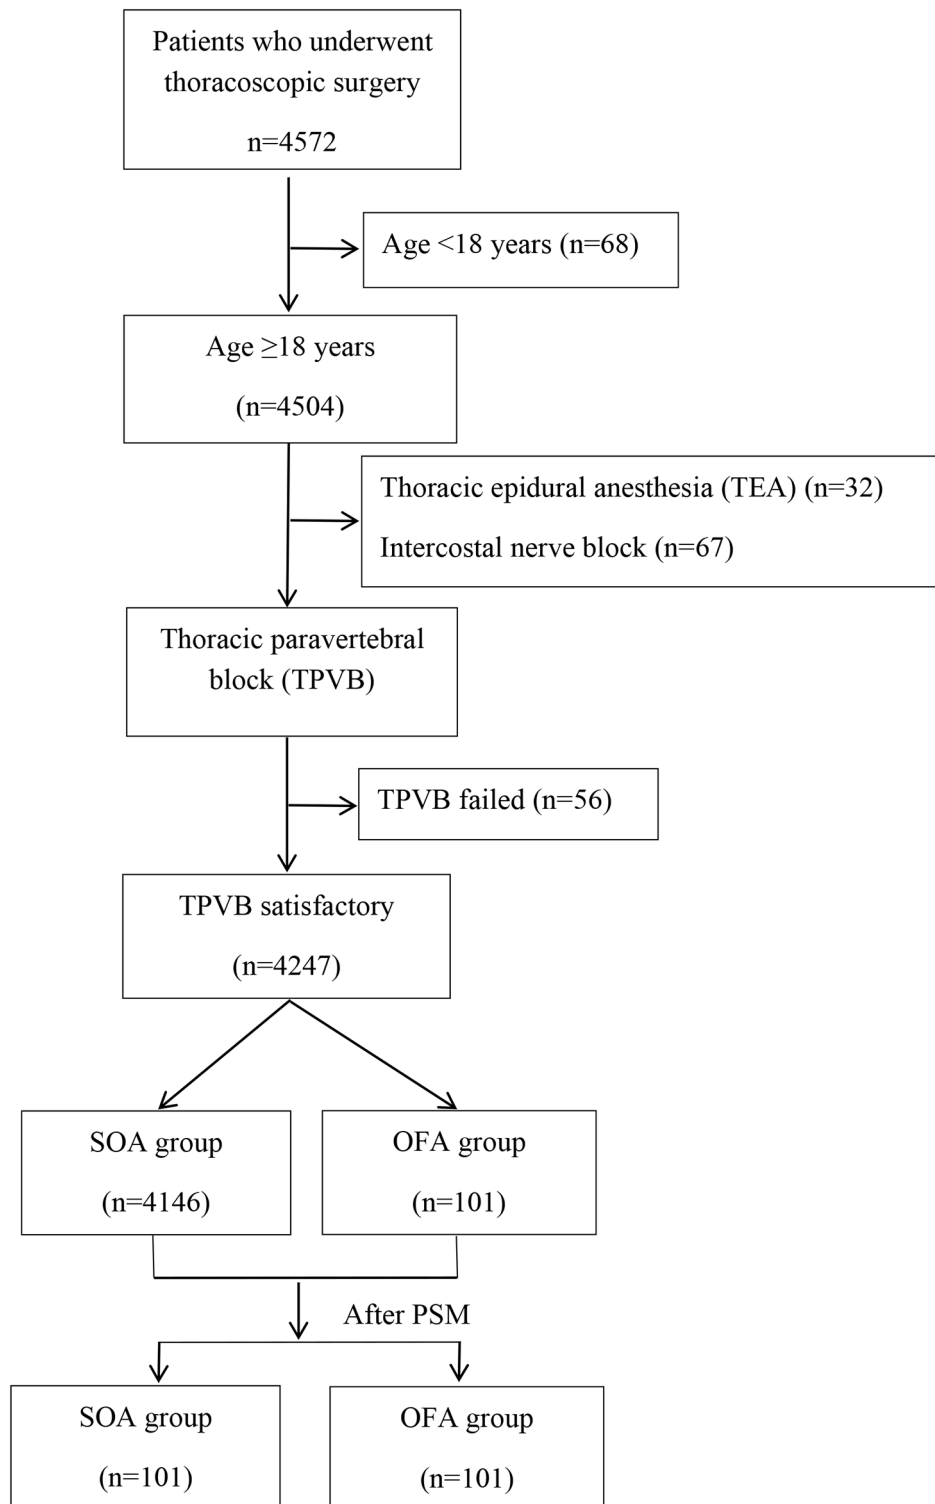 Patients who underwent
thoracoscopic surgery
n=4572
Age <18 years (n=68)
Age ≥18 years
(n=4504)
Thoracic epidural anesthesia (TEA) (n=32)
Intercostal nerve block (n=67)
Thoracic paravertebral
block (TPVB)
TPVB failed (n=56)
TPVB satisfactory
(n=4247)
SOA group
(n=4146)
OFA group
(n=101)
After PSM
SOA group
(n=101)
OFA group
(n=101)